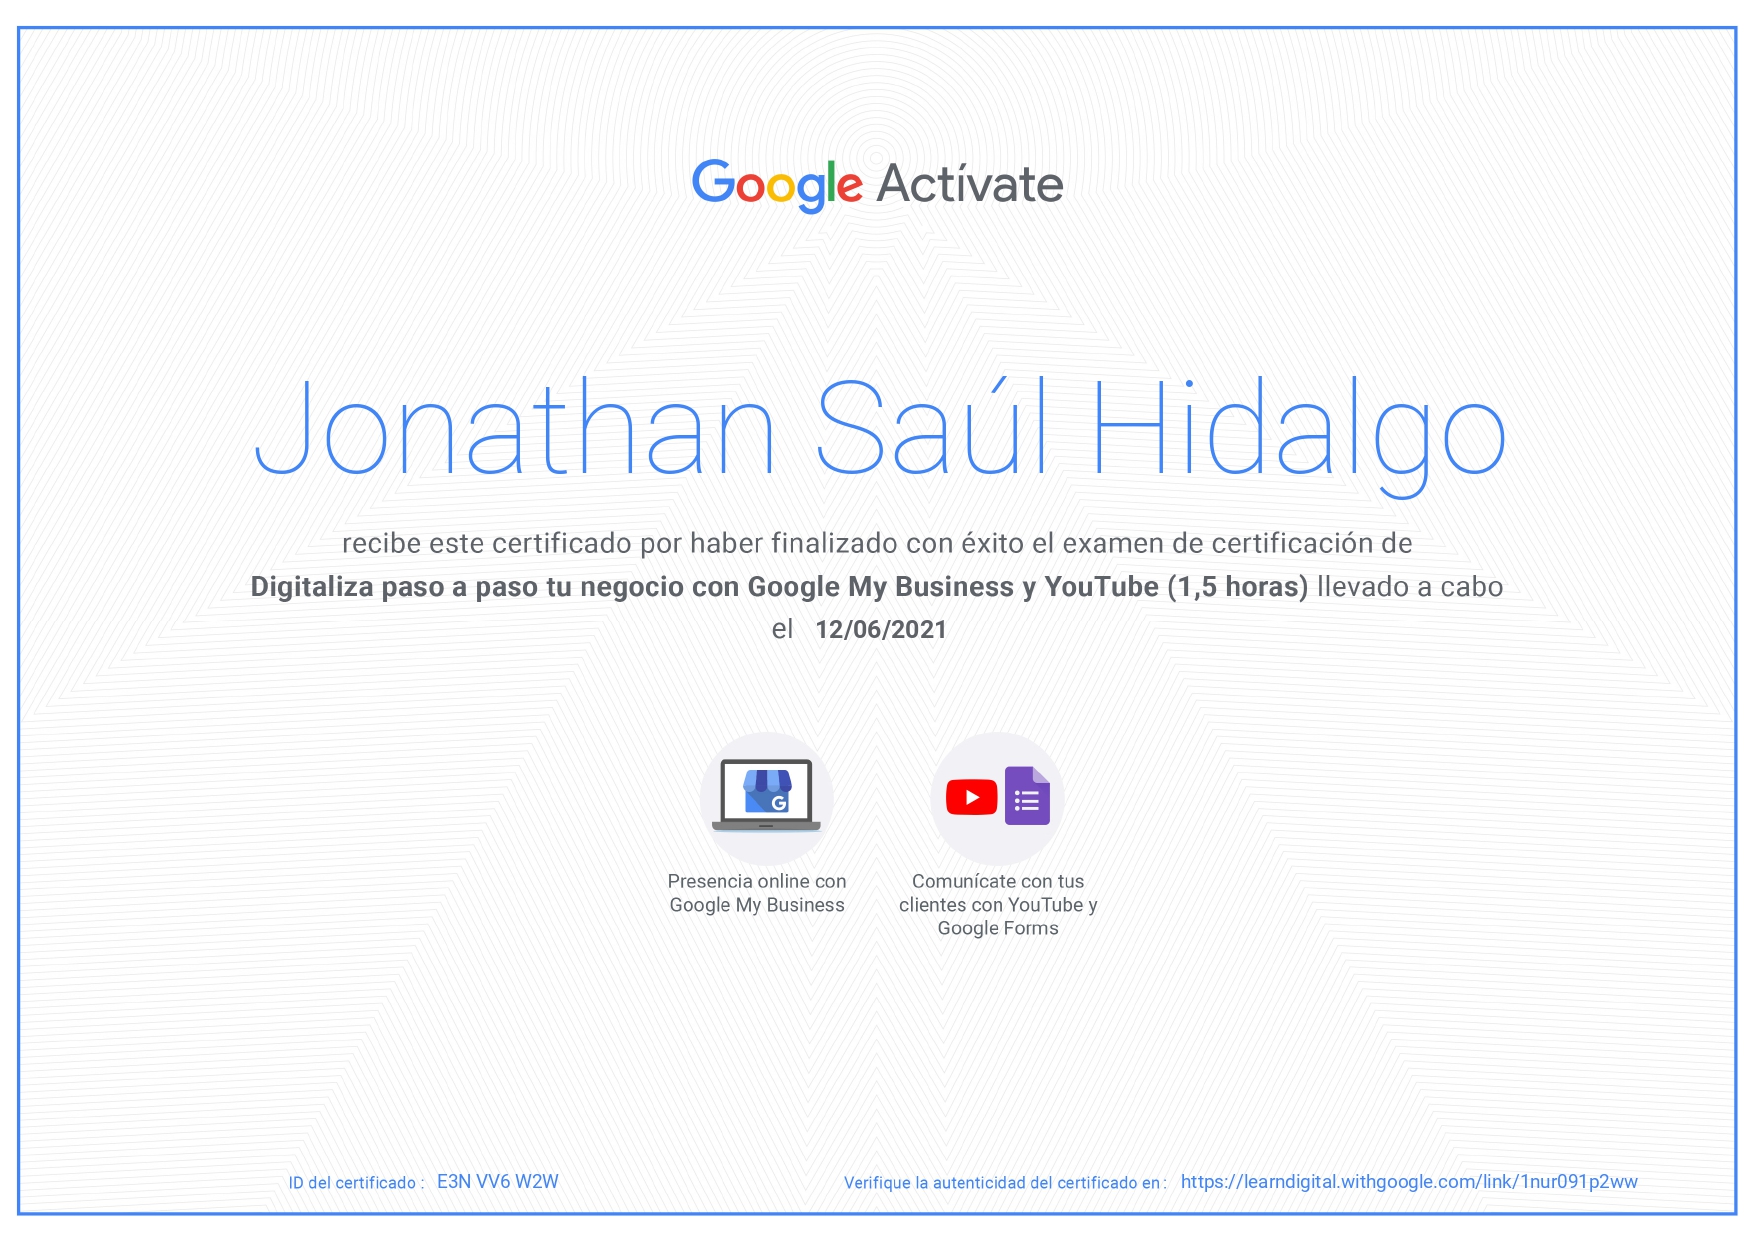 Google Actívate
Jonathan Saúl Hidalgo
recibe este certificado por haber finalizado con éxito el examen de certificación de
Digitaliza paso a paso tu negocio con Google My Business y YouTube (1,5 horas) llevado a cabo
el 12/06/2021
G
Presencia online con
Google My Business
Comunícate con tus
clientes con YouTube y
Google Forms
ID del certificado : E3N VV6 W2W
Verifique la autenticidad del certificado en : https://learndigital.withgoogle.com/link/1nur091p2ww